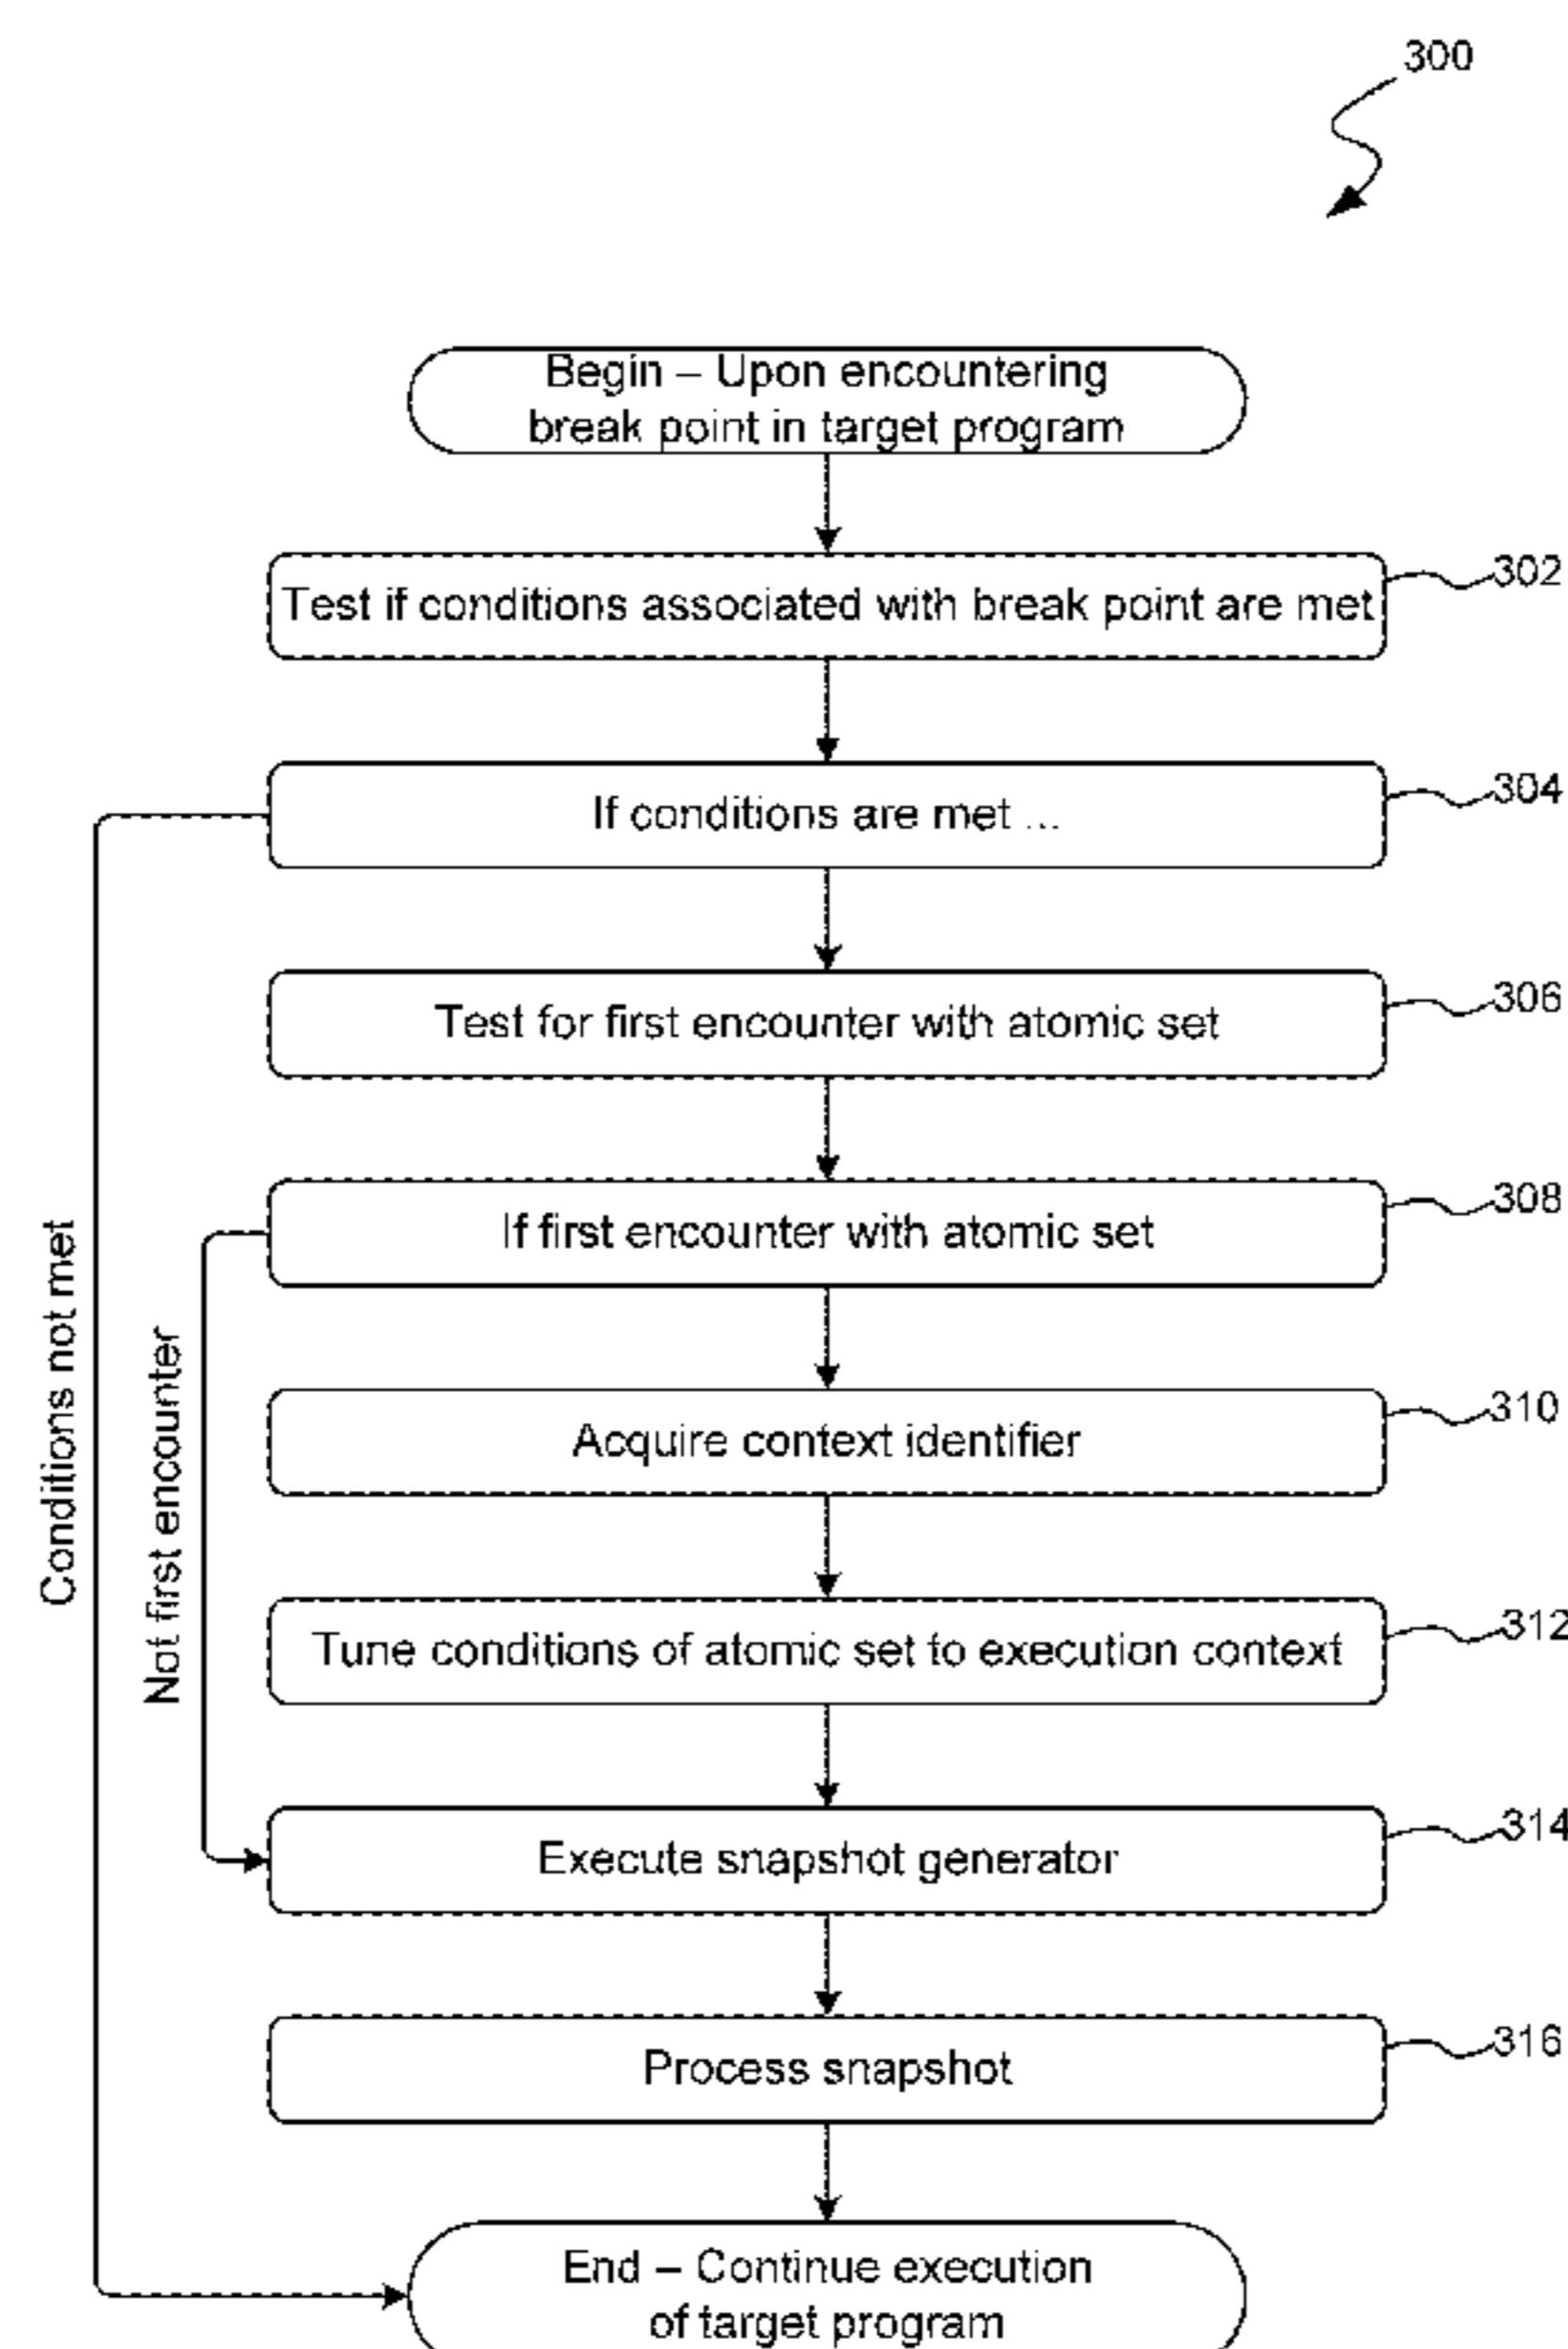 300
Begin – Upon encountering
break point in target program
Test if conditions associated with break point are met
302
If conditions are met ...
304
Test for first encounter with atomic set
306
If first encounter with atomic set
308
Conditions not met
Not first encounter
Acquire context identifier
310
Tune conditions of atomic set to execution context
312
Execute snapshot generator
314
Process snapshot
316
End – Continue execution
of target program